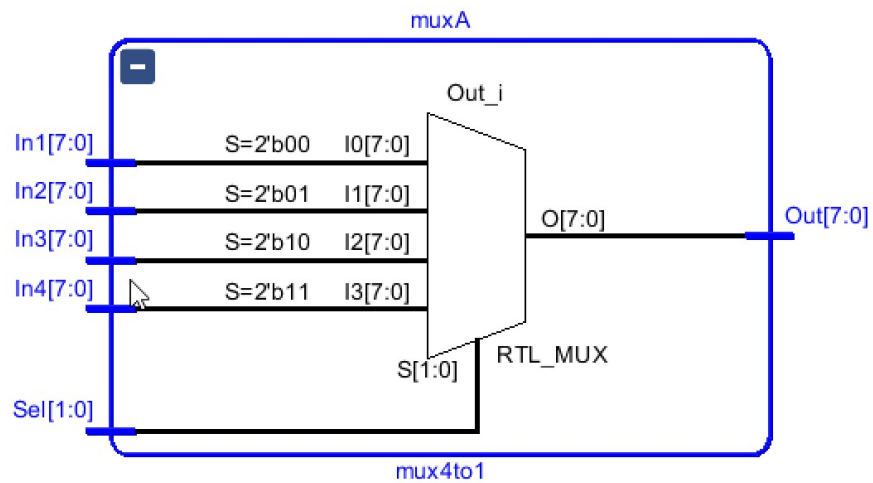 muxA
Out_i
In1[7:0] S=2'b00 I0[7:0]
In2[7:0] S=2'b01 I1[7:0]
O[7:0] Out[7:0]
In3[7:0] S=2'b10 I2[7:0]
In4[7:0] S=2'b11 I3[7:0]
RTL_MUX
S[1:0]
Sel[1:0]
mux4to1